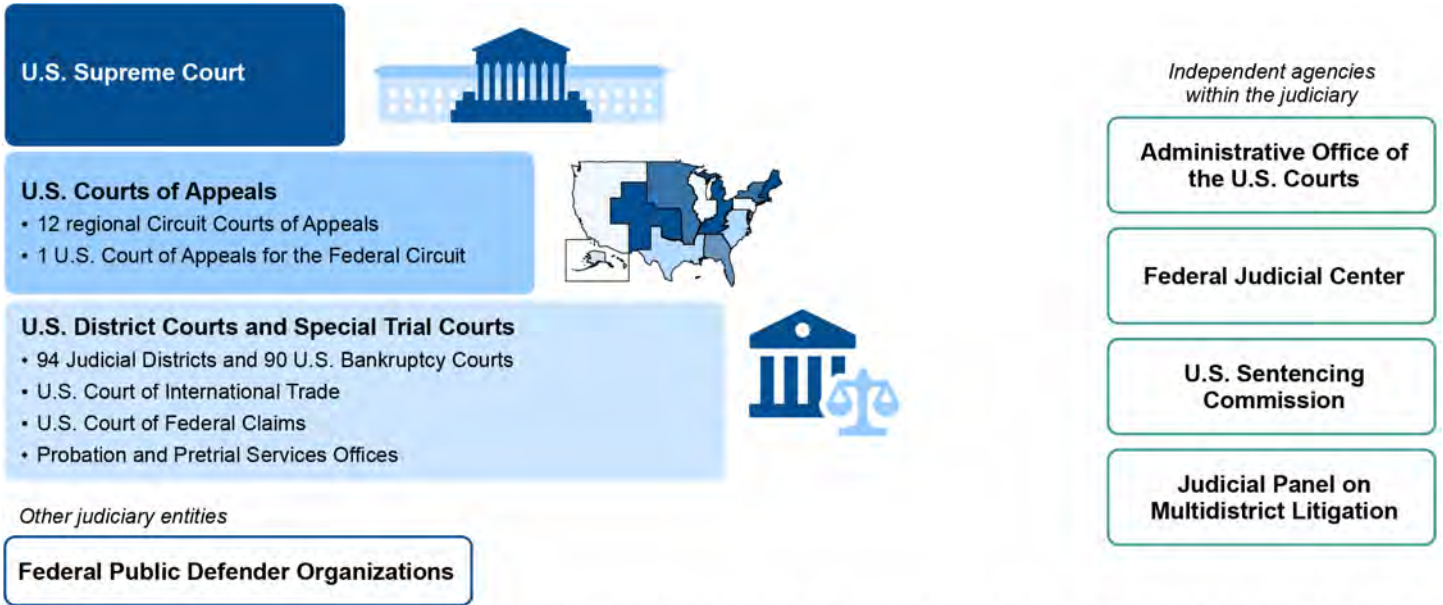 U.S. Supreme Court
U.S. Courts of Appeals
• 12 regional Circuit Courts of Appeals
• 1 U.S. Court of Appeals for the Federal Circuit
U.S. District Courts and Special Trial Courts
• 94 Judicial Districts and 90 U.S. Bankruptcy Courts
• U.S. Court of International Trade
• U.S. Court of Federal Claims
• Probation and Pretrial Services Offices
Other judiciary entities
Federal Public Defender Organizations
Independent agencies
within the judiciary
Administrative Office of
the U.S. Courts
Federal Judicial Center
U.S. Sentencing
Commission
Judicial Panel on
Multidistrict Litigation